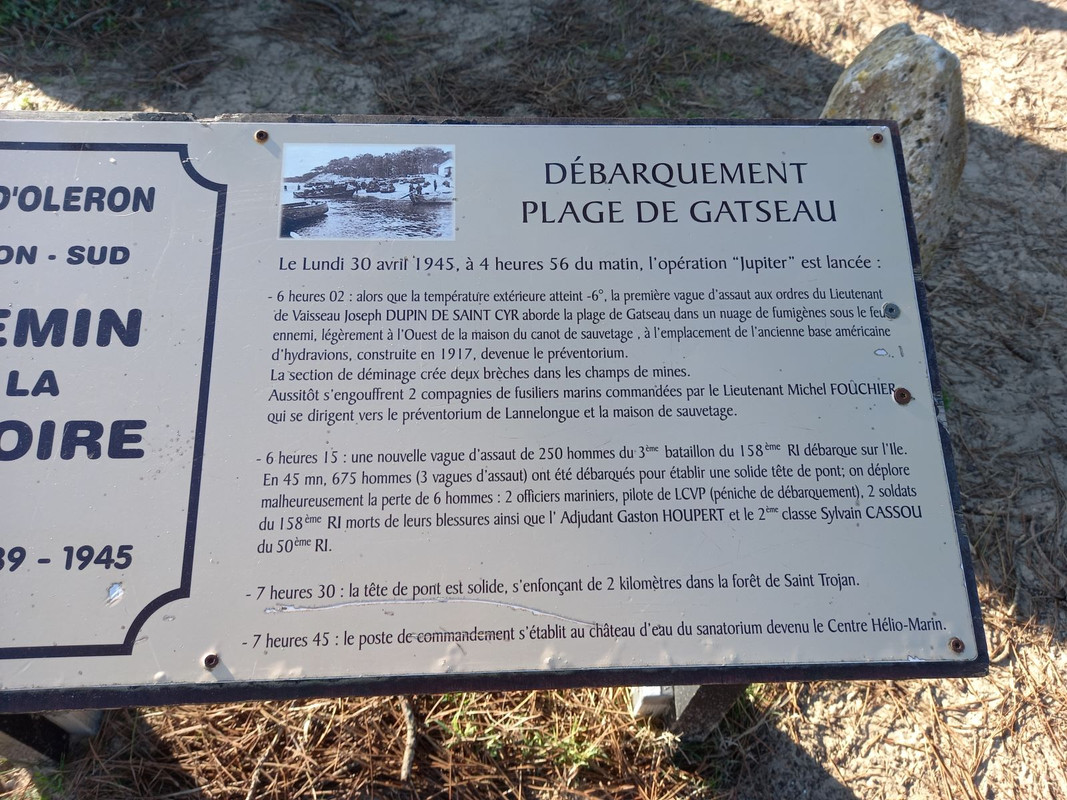 D'OLERON
ON - SUD
EMIN
LA
OIRE
39 - 1945
DÉBARQUEMENT
PLAGE DE GATSEAU
Le Lundi 30 avril 1945, à 4 heures 56 du matin, l'opération "Jupiter" est lancée :
- 6 heures 02 : alors que la température extérieure atteint -6°, la première vague d'assaut aux ordres du Lieutenant
de Vaisseau Joseph DUPIN DE SAINT CYR aborde la plage de Gatseau dans un nuage de fumigènes sous le feu
ennemi, légèrement à l'Ouest de la maison du canot de sauvetage , à l'emplacement de l'ancienne base américaine
d'hydravions, construite en 1917, devenue le préventorium.
La section de déminage crée deux brèches dans les champs de mines.
Aussitôt s'engouffrent 2 compagnies de fusiliers marins commandées par le Lieutenant Michel FOÛCHIER
qui se dirigent vers le préventorium de Lannelongue et la maison de sauvetage.
- 6 heures 15 : une nouvelle vague d'assaut de 250 hommes du 3ème bataillon du 158ème RI débarque sur l'Ile.
En 45 mn, 675 hommes (3 vagues d'assaut) ont été débarqués pour établir une solide tête de pont; on déplore
malheureusement la perte de 6 hommes : 2 officiers mariniers, pilote de LCVP (péniche de débarquement), 2 soldats
du 158ème RI morts de leurs blessures ainsi que l' Adjudant Gaston HOUPERT et le 2ème classe Sylvain CASSOU
du 50ème RI.
- 7 heures 30 : la tête de pont est solide, s'enfonçant de 2 kilomètres dans la forêt de Saint Trojan.
- 7 heures 45 : le poste de commandement s'établit au château d'eau du sanatorium devenu le Centre Hélio-Marin.